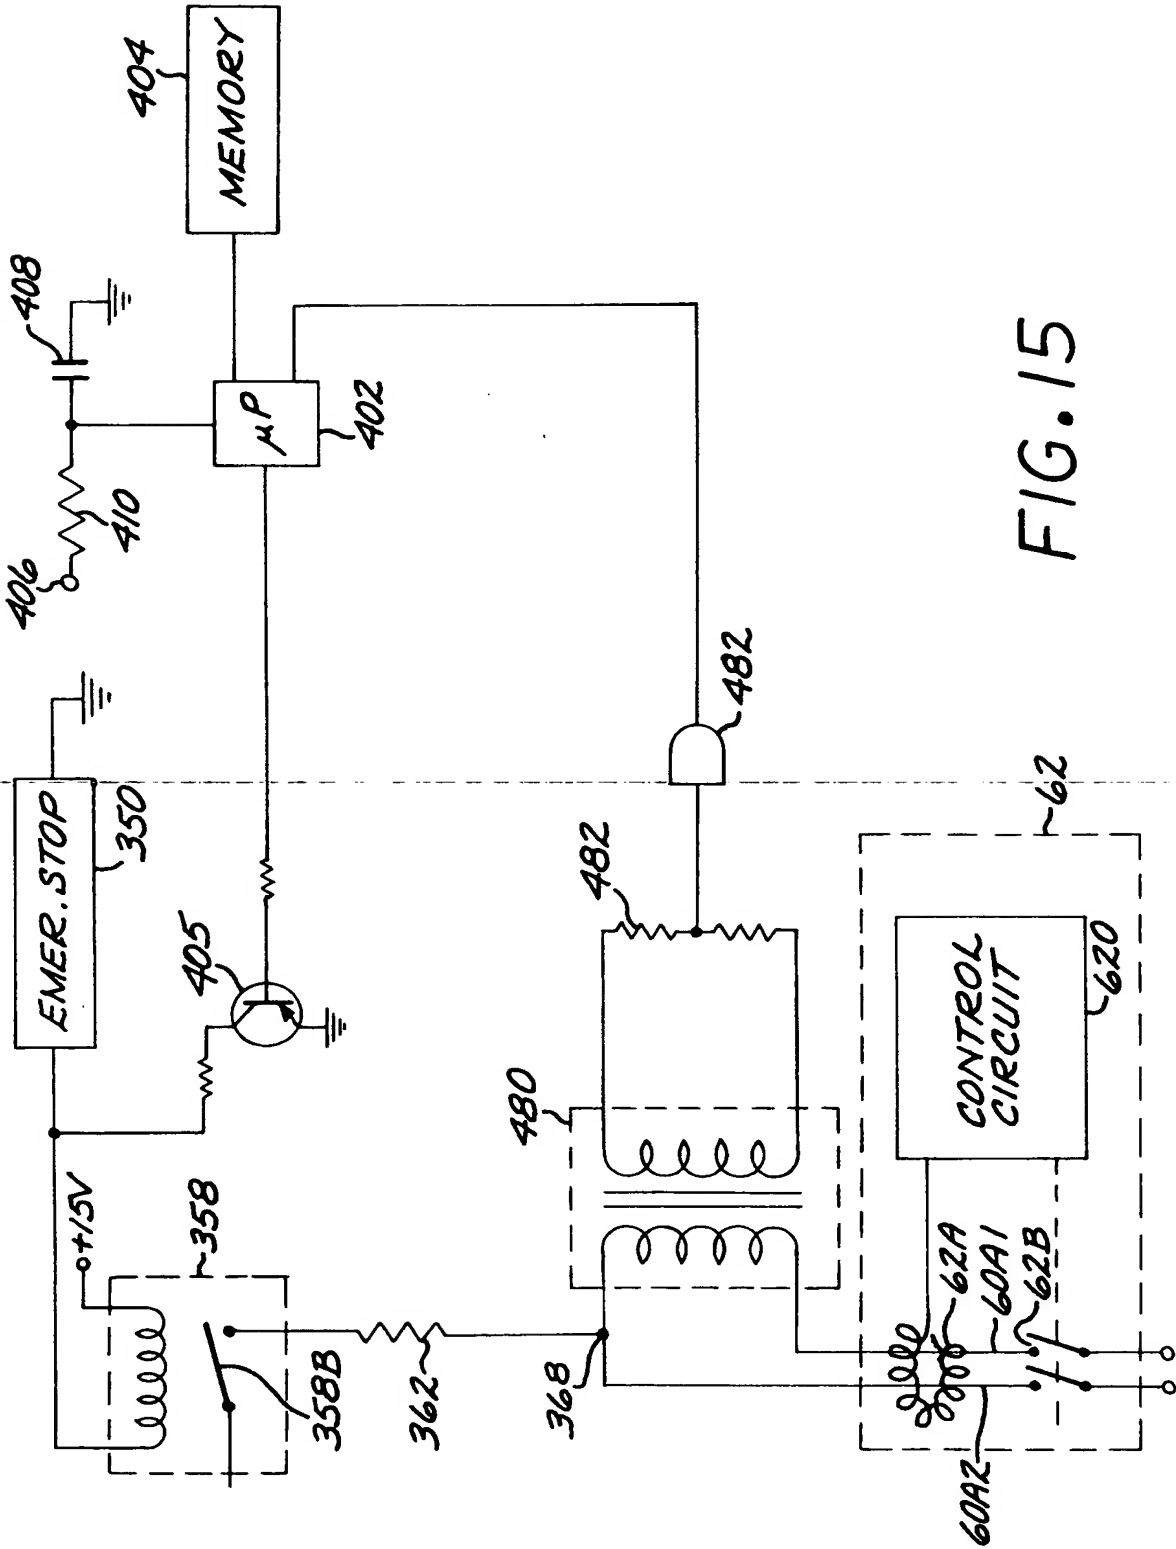 EMER. STOP
350
406
410
408
404
MEMORY
+15V
358
358B
405
μP
402
362
368
480
482
482
60A2
62A
60A1
62B
CONTROL
CIRCUIT
620
62
FIG. 15